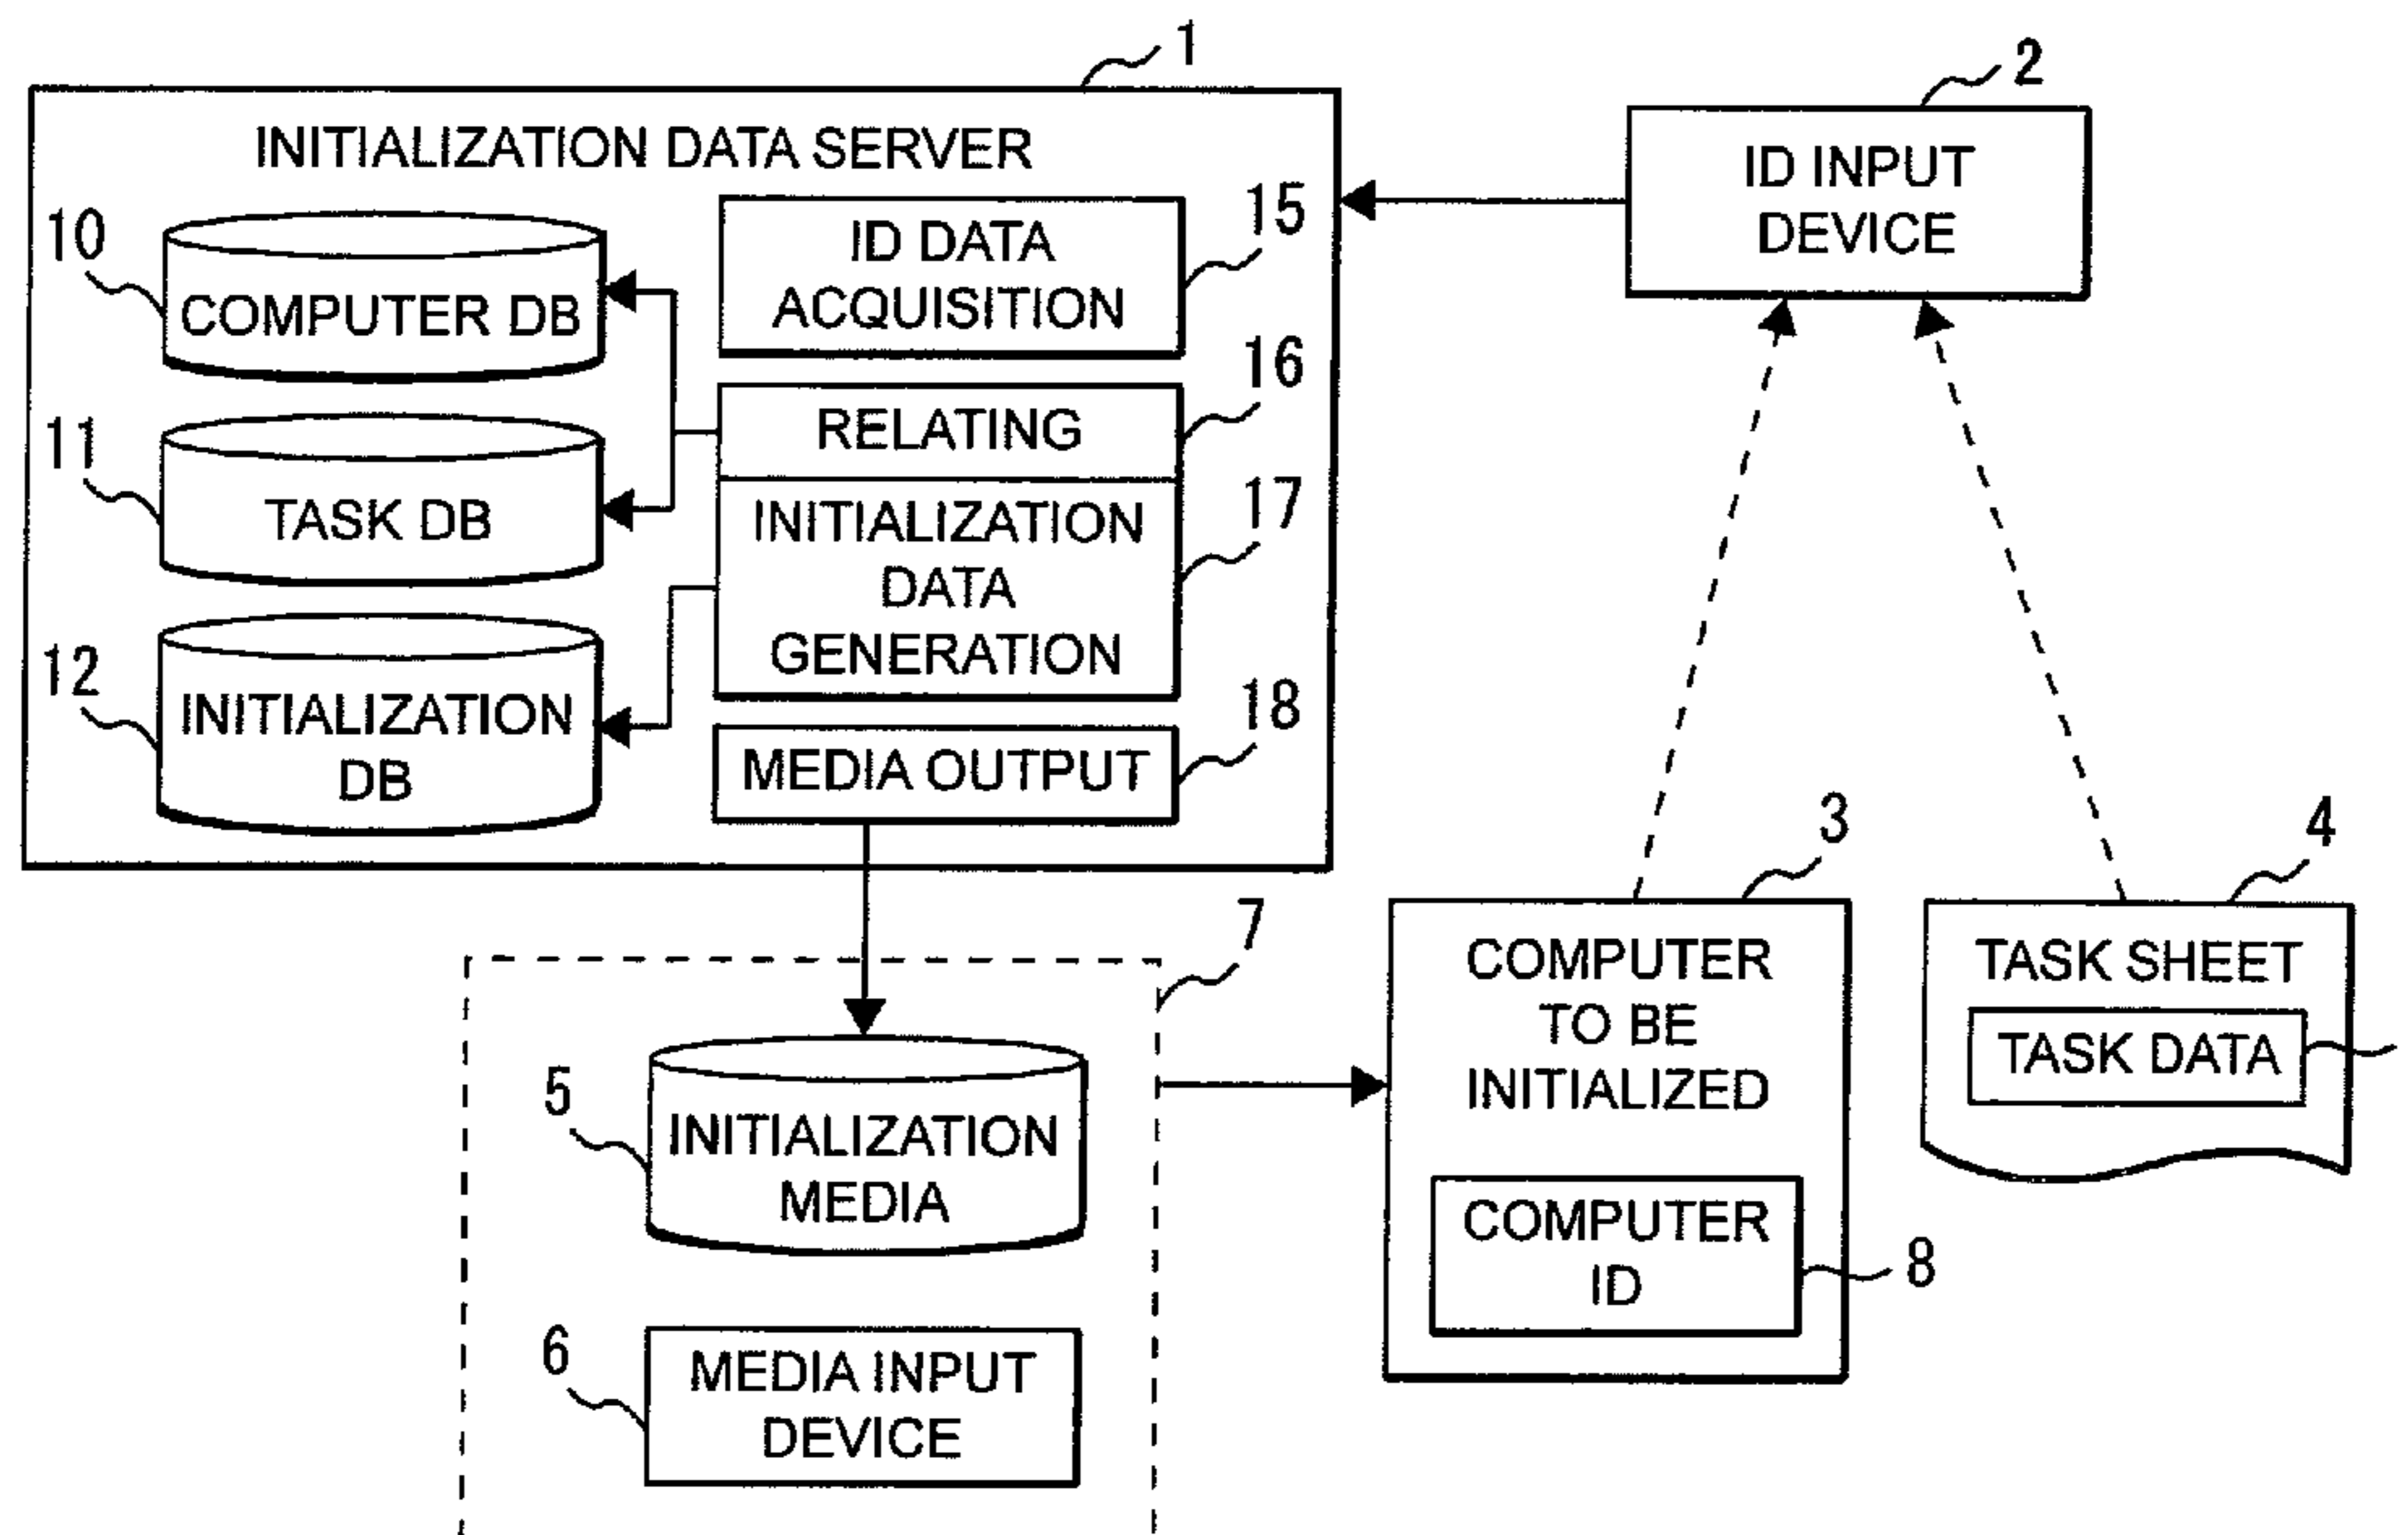 1
2
INITIALIZATION DATA SERVER
ID INPUT
DEVICE
10
COMPUTER DB
ID DATA
ACQUISITION
15
16
11
TASK DB
RELATING
INITIALIZATION
DATA
GENERATION
17
12
INITIALIZATION
DB
18
MEDIA OUTPUT
3
4
7
COMPUTER
TO BE
INITIALIZED
TASK SHEET
TASK DATA
5
INITIALIZATION
MEDIA
COMPUTER
ID
8
6
MEDIA INPUT
DEVICE